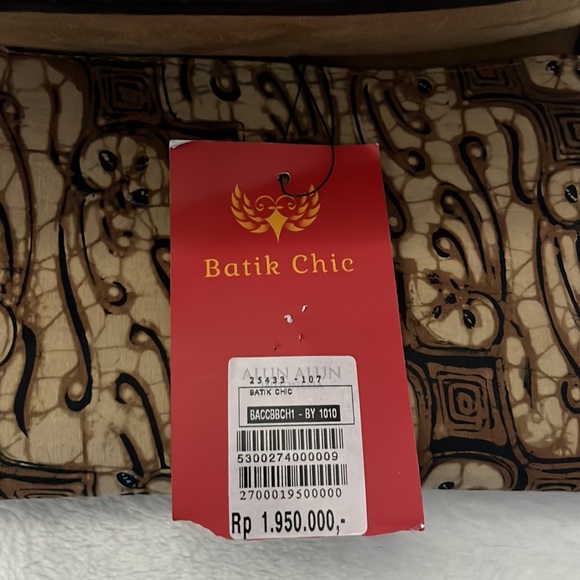 Batik Chic
ALUN ALUN
25433 -107
BATIK CHIC
BACCBBCH1 - BY 1010
5300274000009
2700019500000
Rp 1.950.000,-